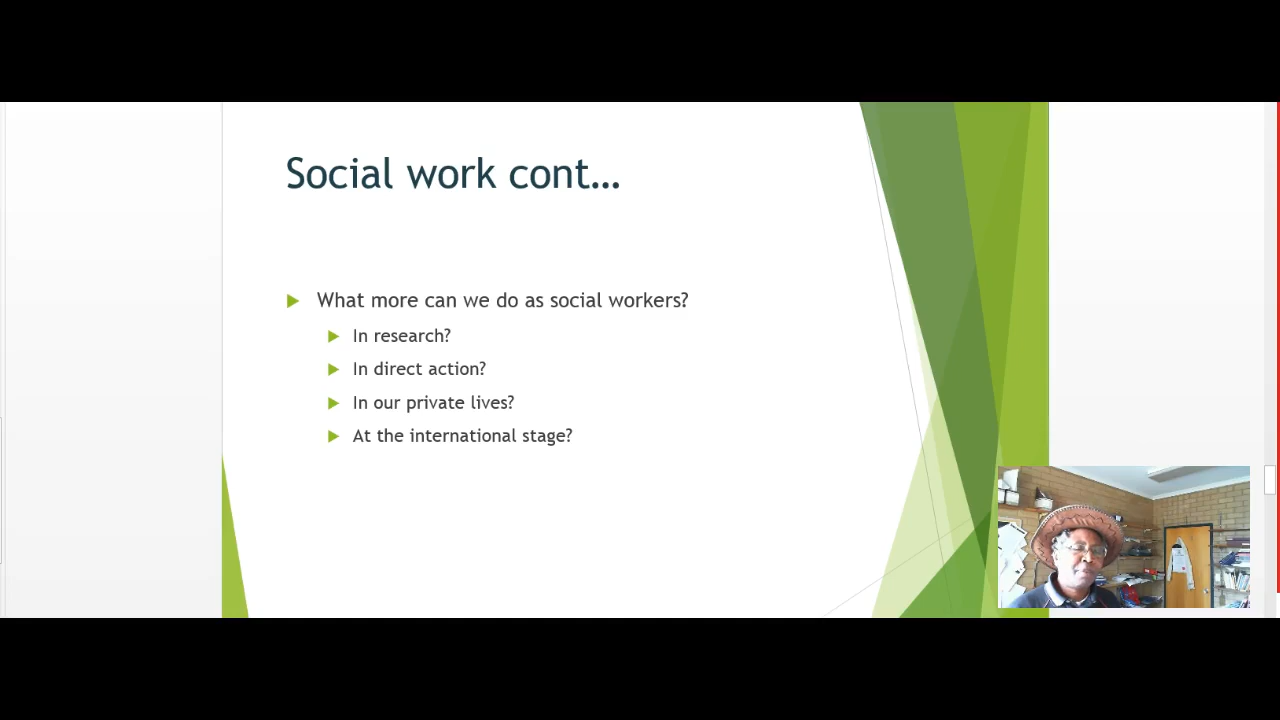 Social work cont…
What more can we do as social workers?
In research?
In direct action?
In our private lives?
At the international stage?